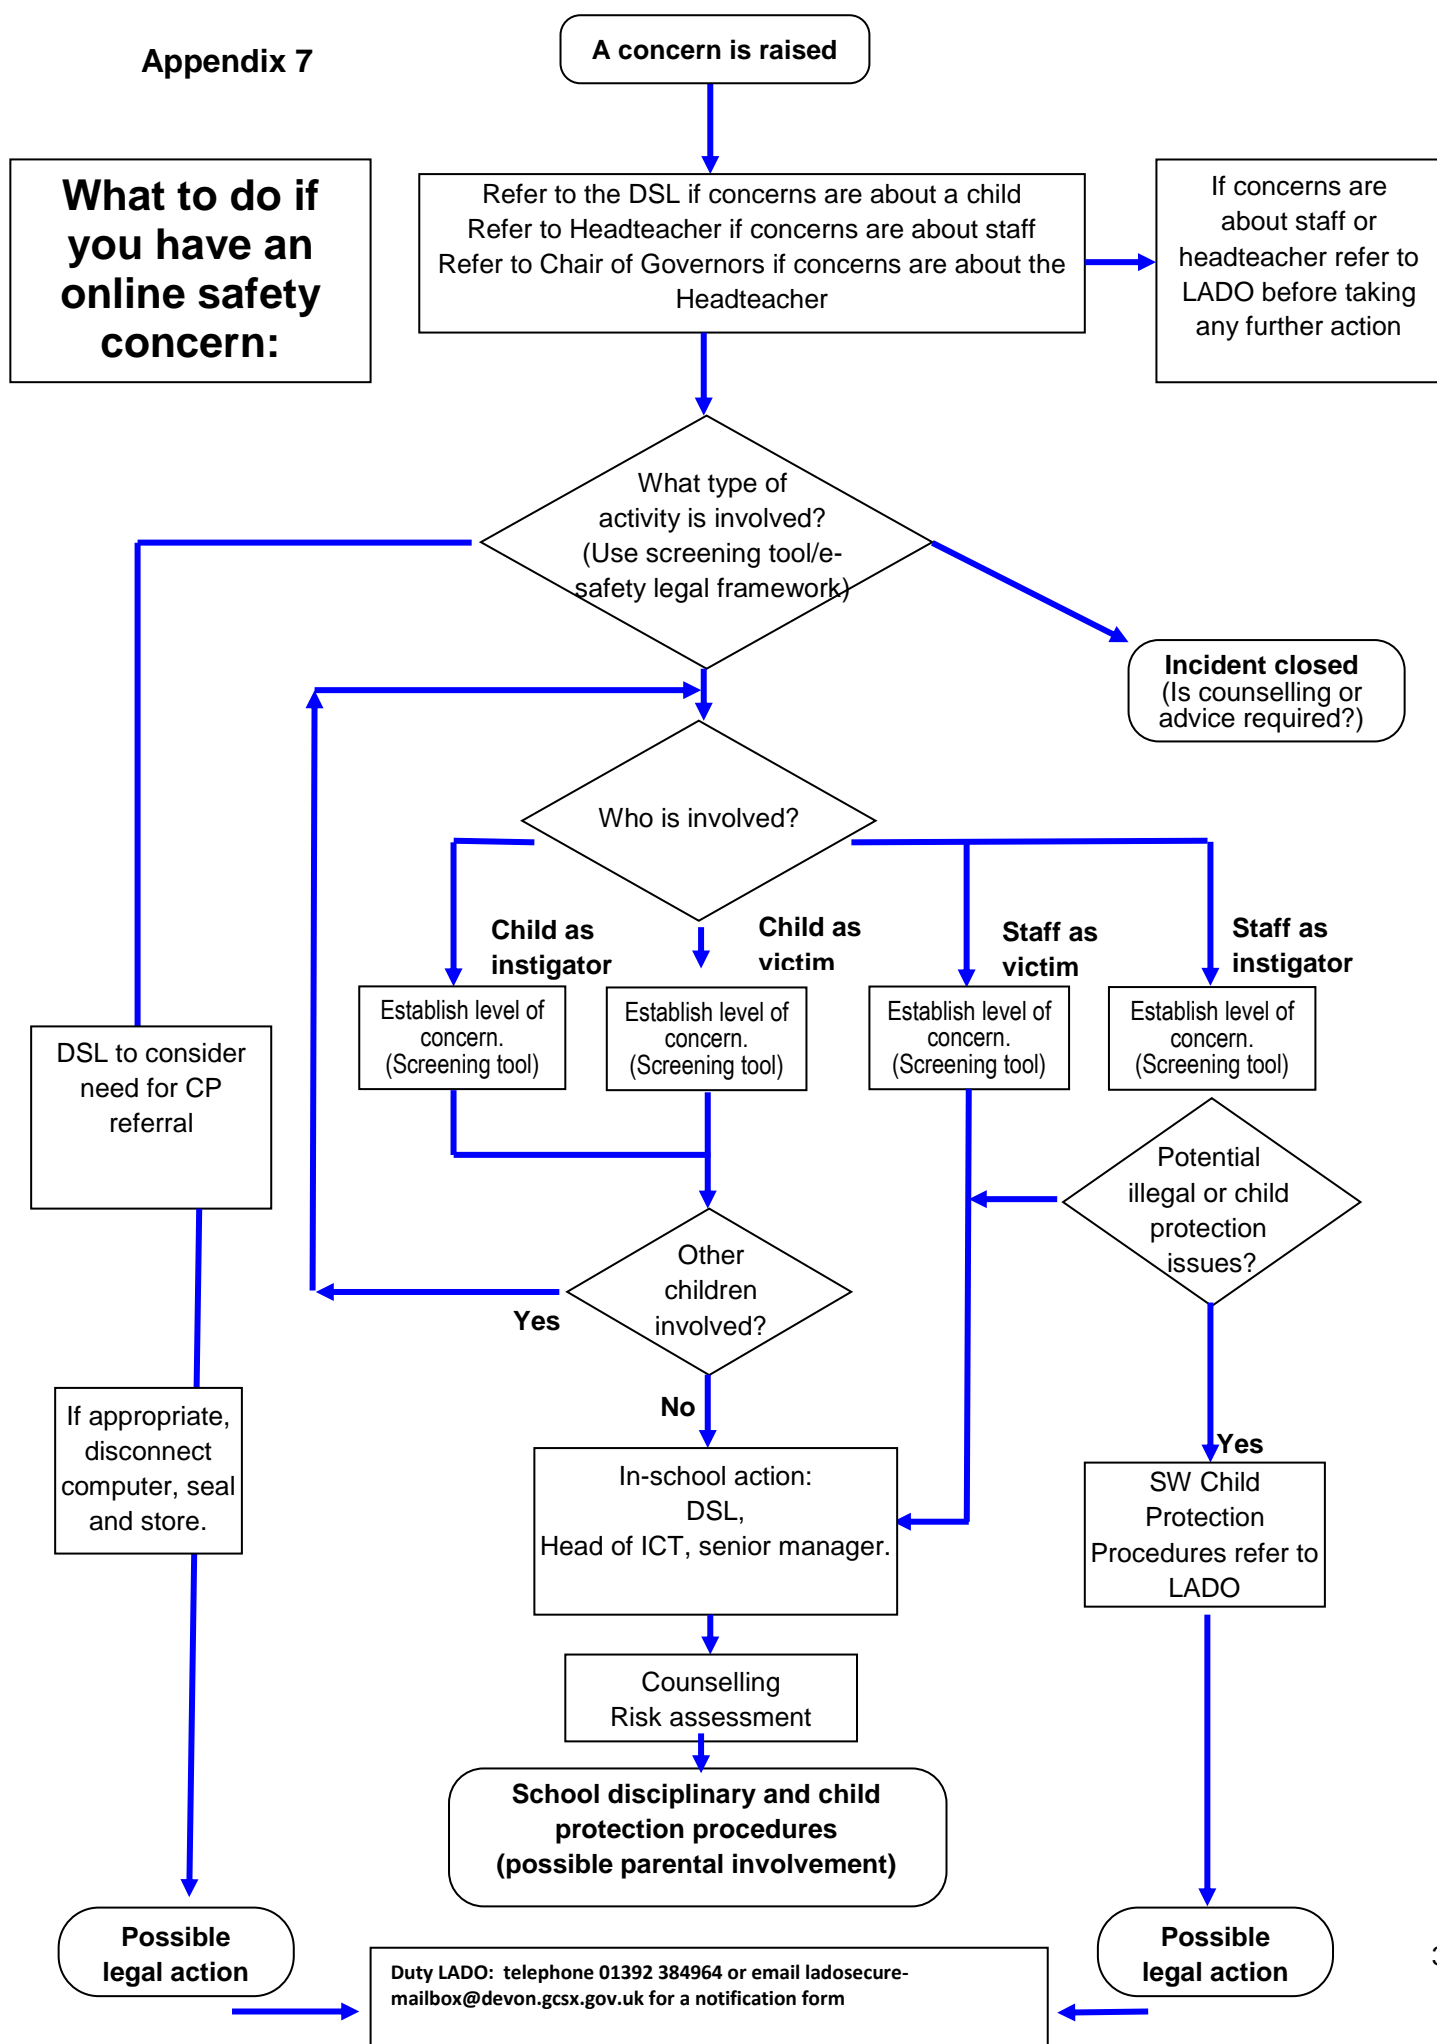 Appendix 7
A concern is raised
What to do if
you have an
online safety
concern:
Refer to the DSL if concerns are about a child
Refer to Headteacher if concerns are about staff
Refer to Chair of Governors if concerns are about the
Headteacher
If concerns are
about staff or
headteacher refer to
LADO before taking
any further action
What type of
activity is involved?
(Use screening tool/e-
safety legal framework)
Incident closed
(Is counselling or
advice required?)
Who is involved?
Child as
instigator
Child as
victim
Staff as
victim
Staff as
instigator
Establish level of
concern.
(Screening tool)
Establish level of
concern.
(Screening tool)
Establish level of
concern.
(Screening tool)
Establish level of
concern.
(Screening tool)
DSL to consider
need for CP
referral
Potential
illegal or child
protection
issues?
Other
children
involved?
Yes
No
If appropriate,
disconnect
computer, seal
and store.
Yes
In-school action:
DSL,
Head of ICT, senior manager.
SW Child
Protection
Procedures refer to
LADO
Counselling
Risk assessment
School disciplinary and child
protection procedures
(possible parental involvement)
Possible
legal action
Possible
legal action
Duty LADO: telephone 01392 384964 or email ladosecure-
mailbox@devon.gcsx.gov.uk for a notification form